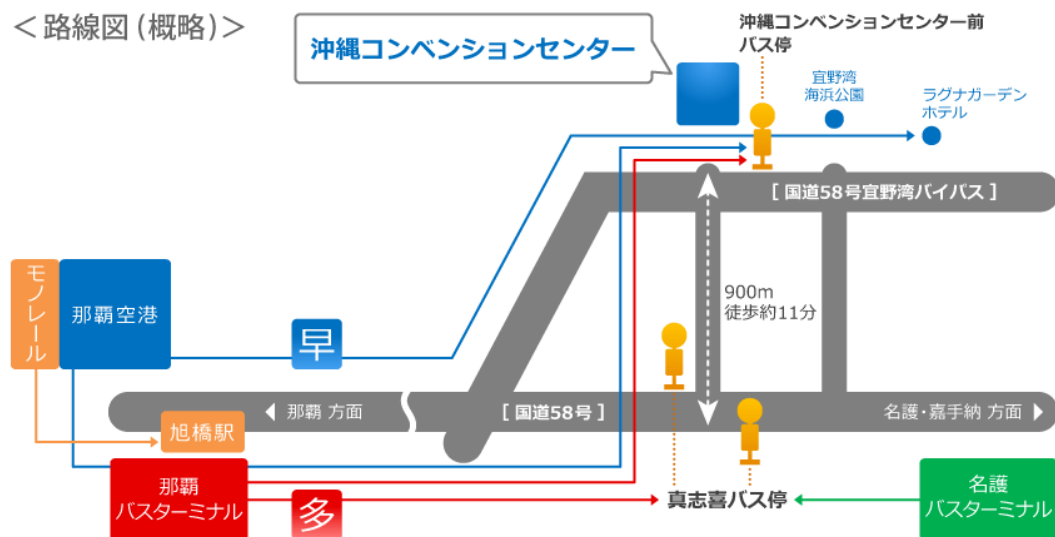 ＜路線図(概略)＞
沖縄コンベンションセンター
沖縄コンベンションセンター前
バス停
宜野湾
海浜公園
ラグナガーデン
ホテル
[ 国道58号宜野湾バイパス ]
モノレール
那覇空港
早
900m
徒歩約11分
那覇 方面
[ 国道58号 ]
名護・嘉手納 方面
旭橋駅
那覇
バスターミナル
多
真志喜バス停
名護
バスターミナル